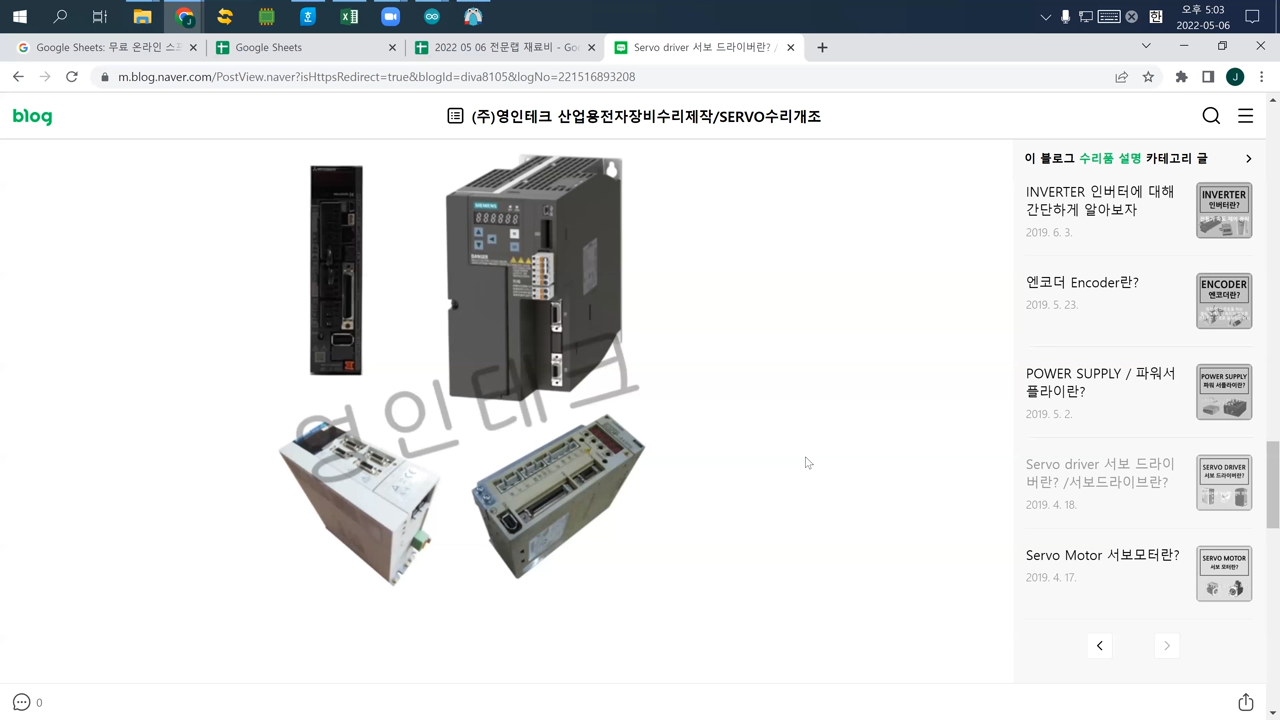 오후 5:03
한
2022-05-06
Google Sheets: 무료 온라인 스프
Google Sheets
2022 05 06 전문랩 재료비 - Goo
Servo driver 서보 드라이버란? /
m.blog.naver.com/PostView.naver?isHttpsRedirect=true&blogId=diva8105&logNo=221516893208
J
blog
(주)영인테크 산업용전자장비수리제작/SERVO수리개조
이 블로그 수리품 설명 카테고리 글
INVERTER 인버터에 대해
간단하게 알아보자
2019. 6. 3.
INVERTER
인버터란?
엔코더 Encoder란?
2019. 5. 23.
ENCODER
엔코더란?
POWER SUPPLY / 파워서
플라이란?
2019. 5. 2.
POWER SUPPLY
파워 서플라이란?
Servo driver 서보 드라이
버란? /서보드라이브란?
2019. 4. 18.
SERVO DRIVER
서보 드라이버란?
Servo Motor 서보모터란?
2019. 4. 17.
SERVO MOTOR
서보 모터란?
SIEMENS
DANGER
영인테크
0